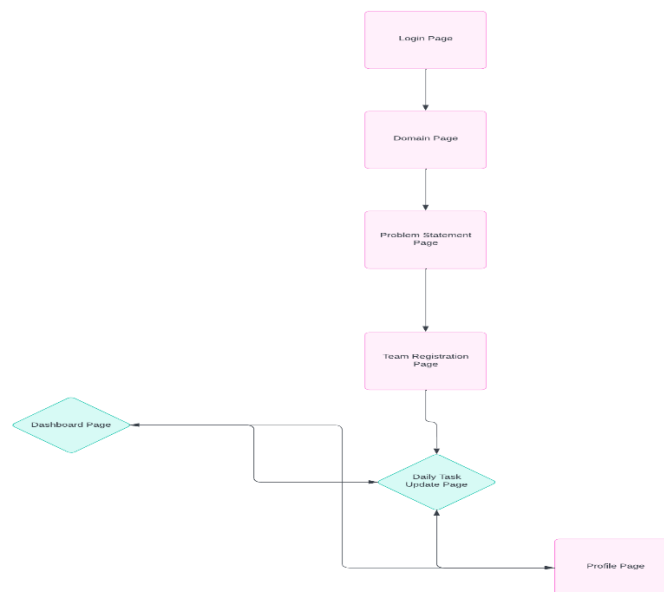 Login Page
Domain Page
Problem Statement
Page
Team Registration
Page
Dashboard Page
Daily Task
Update Page
Profile Page